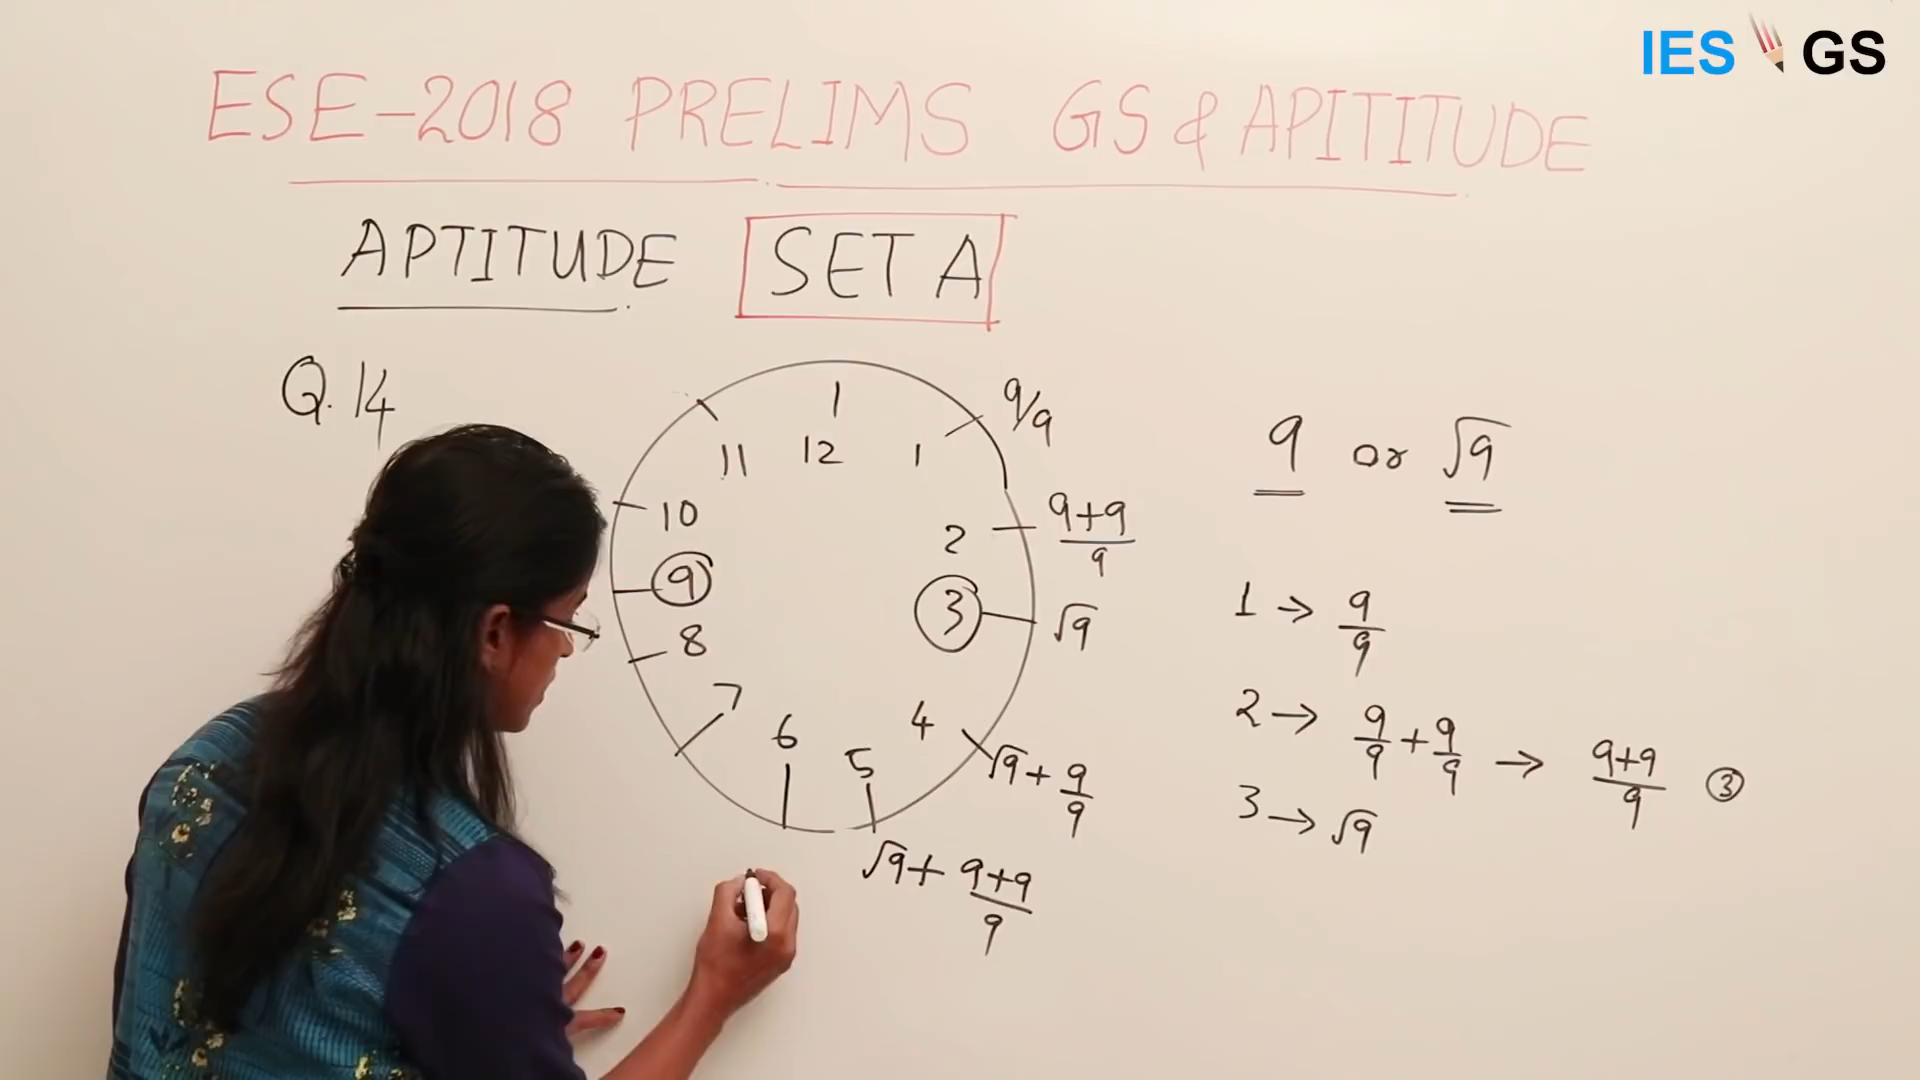 IES GS
ESE-2018 PRELIMS GS & APITITUDE
APTITUDE SET A
Q.14
1
11 12 1
9/9
10
2
(9+9)/9
9
3
√9
8
7
6
5
4
√9+9/9
√9+(9+9)/9
9 or √9
1 → 9/9
2 → 9/9+9/9 → (9+9)/9 ③
3 → √9